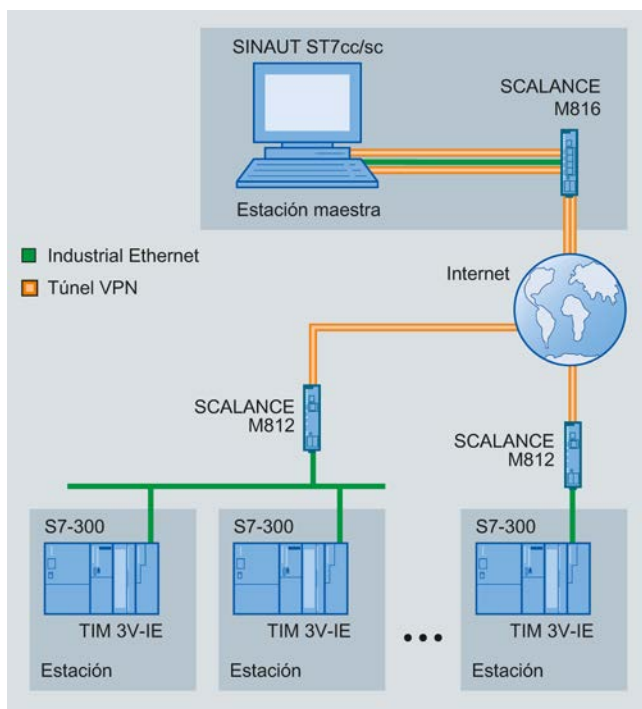 SINAUT ST7cc/sc
SCALANCE
M816
Estación maestra
Industrial Ethernet
Túnel VPN
Internet
SCALANCE
M812
SCALANCE
M812
S7-300
TIM 3V-IE
Estación
S7-300
TIM 3V-IE
Estación
S7-300
TIM 3V-IE
Estación